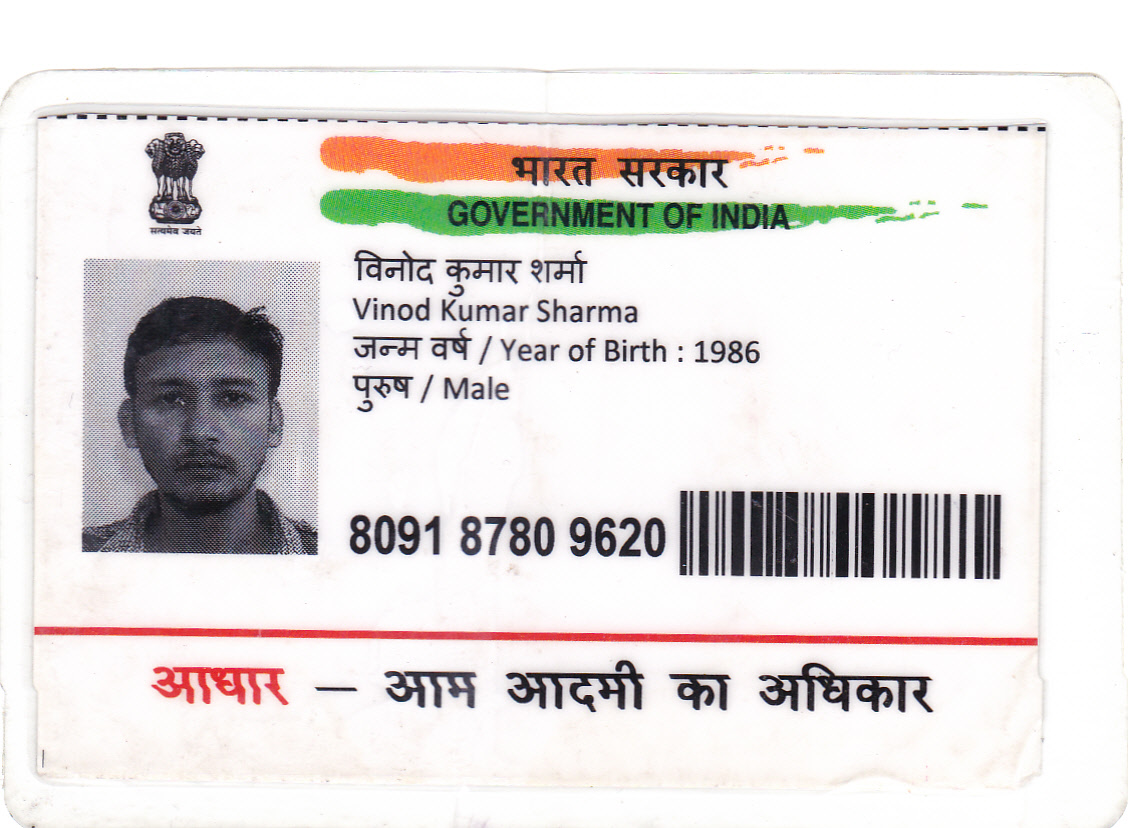 भारत सरकार
GOVERNMENT OF INDIA
सत्यमेव जयते
विनोद कुमार शर्मा
Vinod Kumar Sharma
जन्म वर्ष / Year of Birth : 1986
पुरुष / Male
8091 8780 9620
आधार – आम आदमी का अधिकार